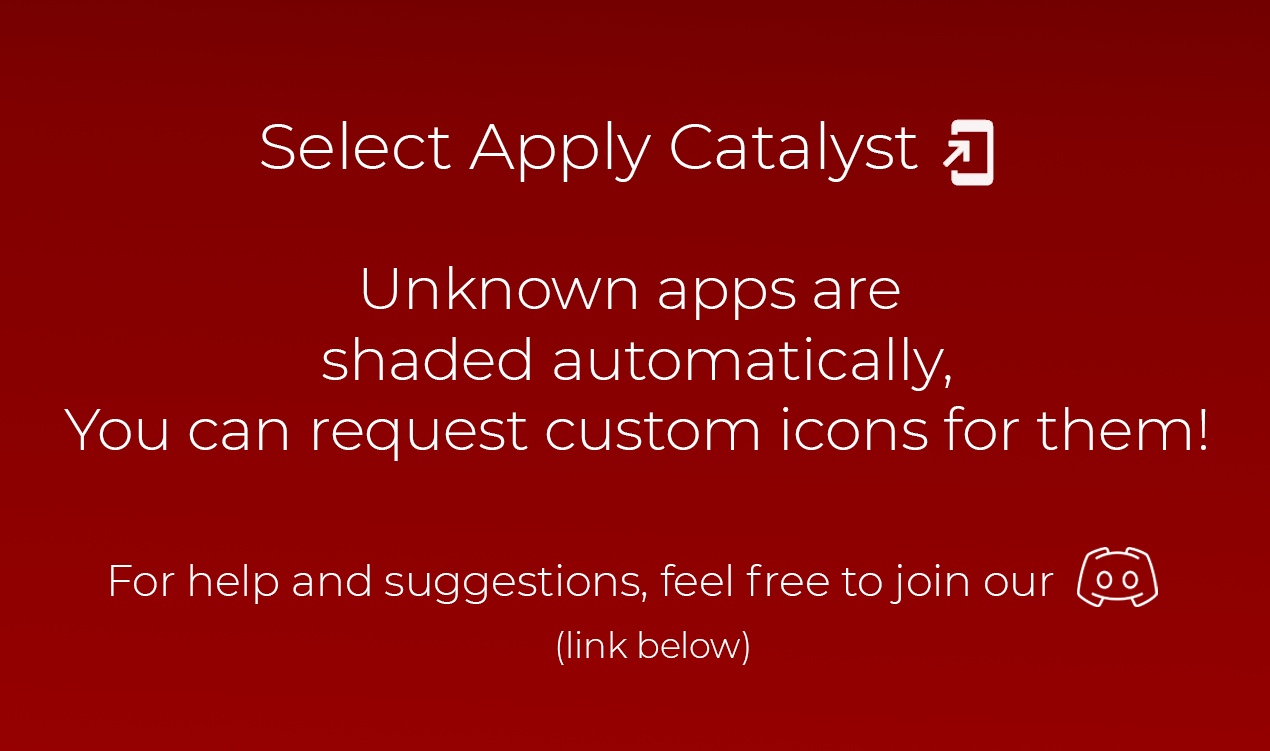 Select Apply Catalyst
Unknown apps are
shaded automatically,
You can request custom icons for them!
For help and suggestions, feel free to join our
(link below)